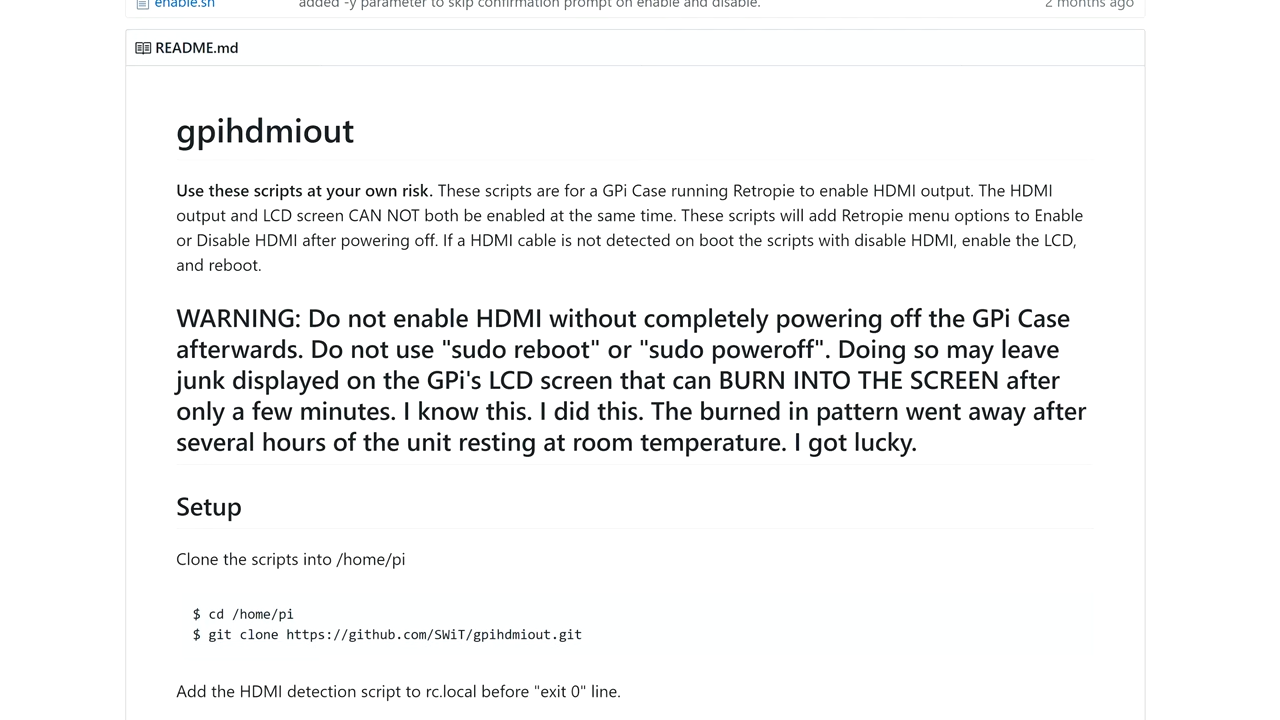 enable.sh added -y parameter to skip confirmation prompt on enable and disable. 2 months ago
README.md
gpihdmiout
Use these scripts at your own risk. These scripts are for a GPi Case running Retropie to enable HDMI output. The HDMI
output and LCD screen CAN NOT both be enabled at the same time. These scripts will add Retropie menu options to Enable
or Disable HDMI after powering off. If a HDMI cable is not detected on boot the scripts with disable HDMI, enable the LCD,
and reboot.
WARNING: Do not enable HDMI without completely powering off the GPi Case
afterwards. Do not use "sudo reboot" or "sudo poweroff". Doing so may leave
junk displayed on the GPi's LCD screen that can BURN INTO THE SCREEN after
only a few minutes. I know this. I did this. The burned in pattern went away after
several hours of the unit resting at room temperature. I got lucky.
Setup
Clone the scripts into /home/pi
$ cd /home/pi
$ git clone https://github.com/SWiT/gpihdmiout.git
Add the HDMI detection script to rc.local before "exit 0" line.